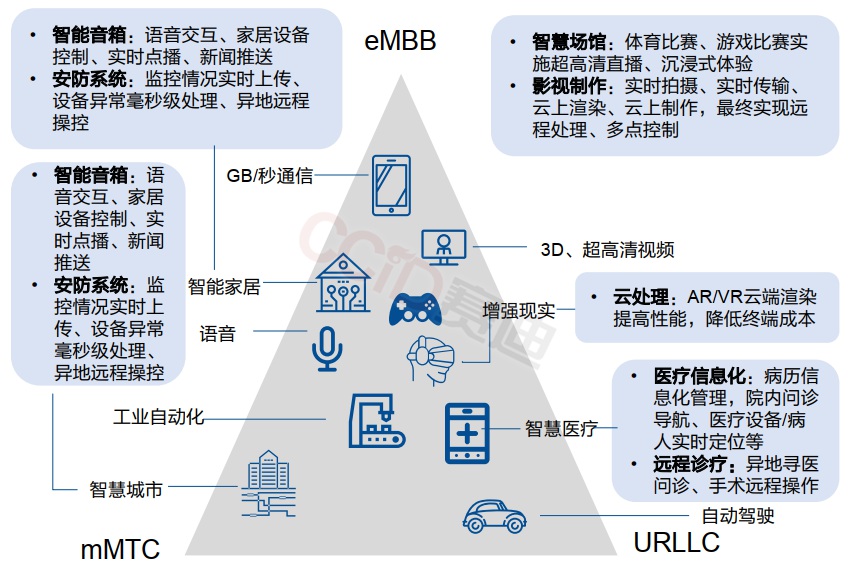 • 智能音箱：语音交互、家居设备
控制、实时点播、新闻推送
• 安防系统：监控情况实时上传、
设备异常毫秒级处理、异地远程
操控
eMBB
• 智慧场馆：体育比赛、游戏比赛实
施超高清直播、沉浸式体验
• 影视制作：实时拍摄、实时传输、
云上渲染、云上制作，最终实现远
程处理、多点控制
• 智能音箱：语
音交互、家居
设备控制、实
时点播、新闻
推送
• 安防系统：监
控情况实时上
传、设备异常
毫秒级处理、
异地远程操控
GB/秒通信
3D、超高清视频
智能家居
增强现实
• 云处理：AR/VR云端渲染
提高性能，降低终端成本
语音
工业自动化
智慧医疗
• 医疗信息化：病历信
息化管理，院内问诊
导航、医疗设备/病
人实时定位等
• 远程诊疗：异地寻医
问诊、手术远程操作
智慧城市
自动驾驶
mMTC
URLLC
CCID赛迪